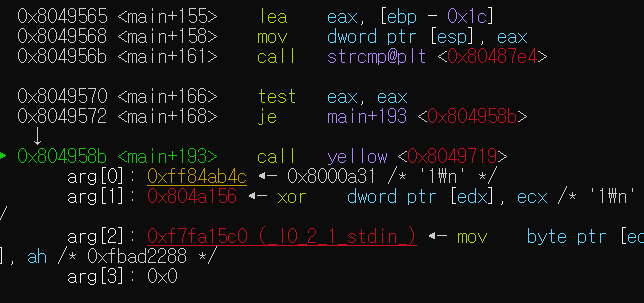 0x8049565 <main+155> lea eax, [ebp - 0x1c]
0x8049568 <main+158> mov dword ptr [esp], eax
0x804956b <main+161> call strcmp@plt <0x80487e4>
0x8049570 <main+166> test eax, eax
0x8049572 <main+168> je main+193 <0x804958b>
↓
► 0x804958b <main+193> call yellow <0x8049719>
arg[0]: 0xff84ab4c ◂— 0x8000a31 /* '1₩n' */
arg[1]: 0x804a156 ◂— xor dword ptr [edx], ecx /* '1₩n' *
/
arg[2]: 0xf7fa15c0 (_IO_2_1_stdin_) ◂— mov byte ptr [ec
], ah /* 0xfbad2288 */
arg[3]: 0x0